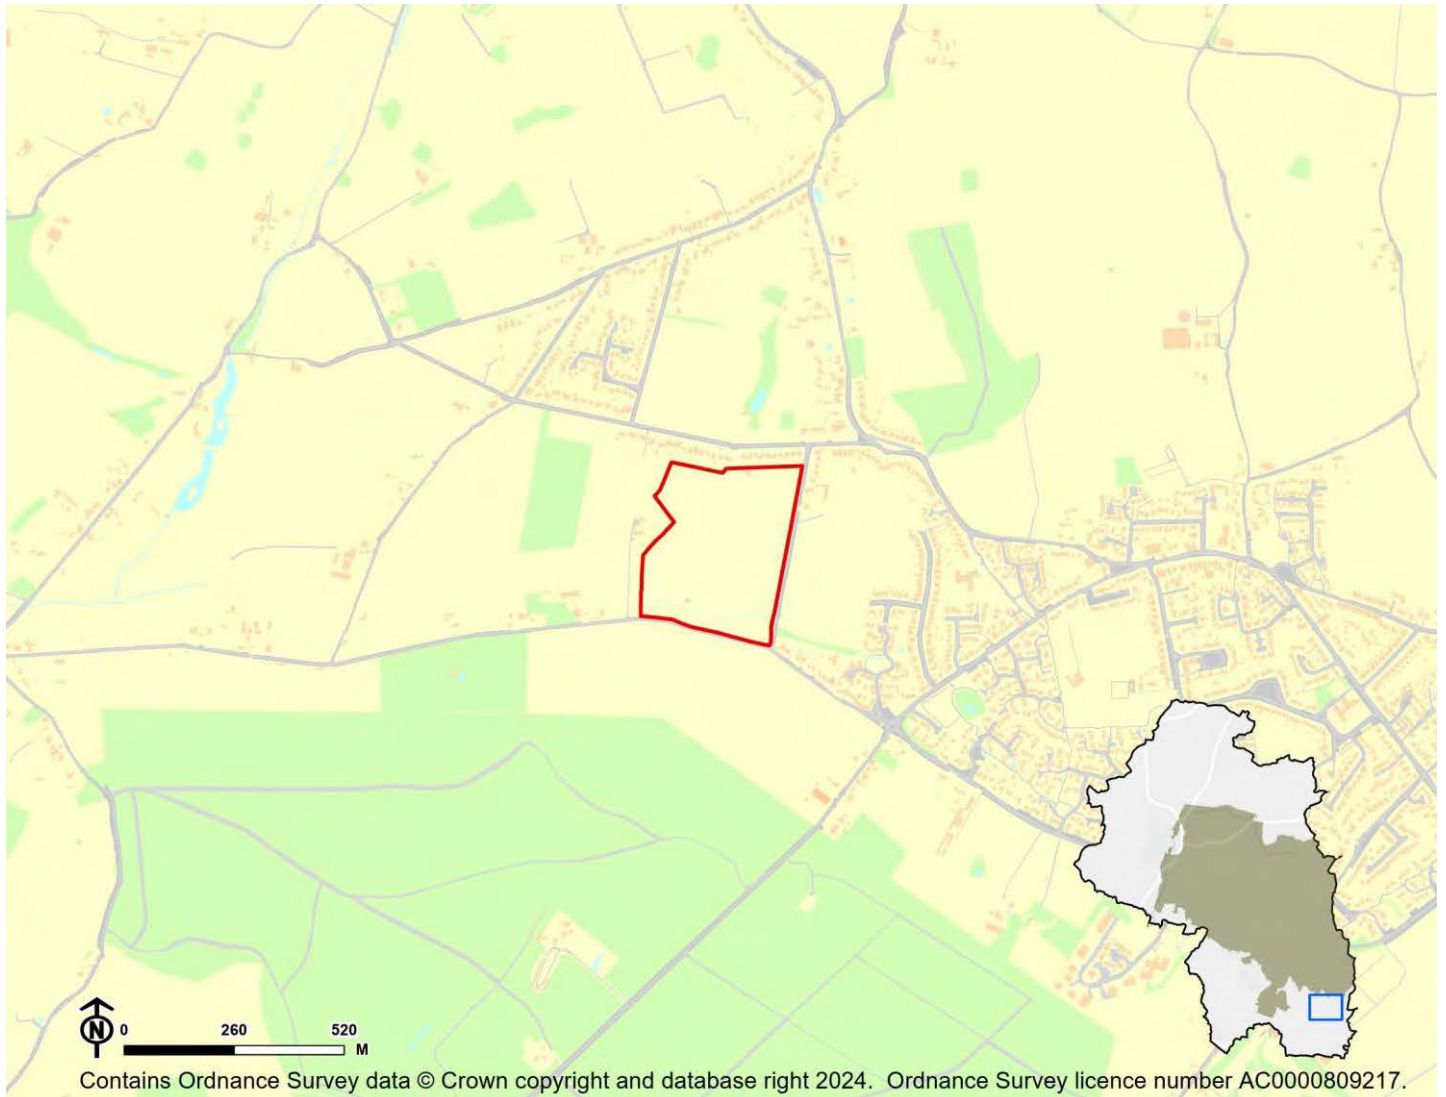 N
0 260 520
M
Contains Ordnance Survey data © Crown copyright and database right 2024. Ordnance Survey licence number AC0000809217.